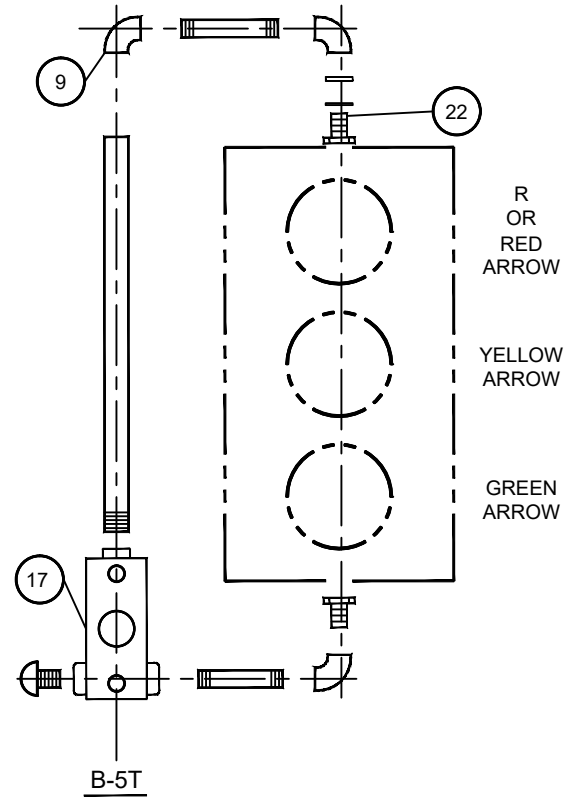 9
22
R
OR
RED
ARROW
YELLOW
ARROW
GREEN
ARROW
17
B-5T